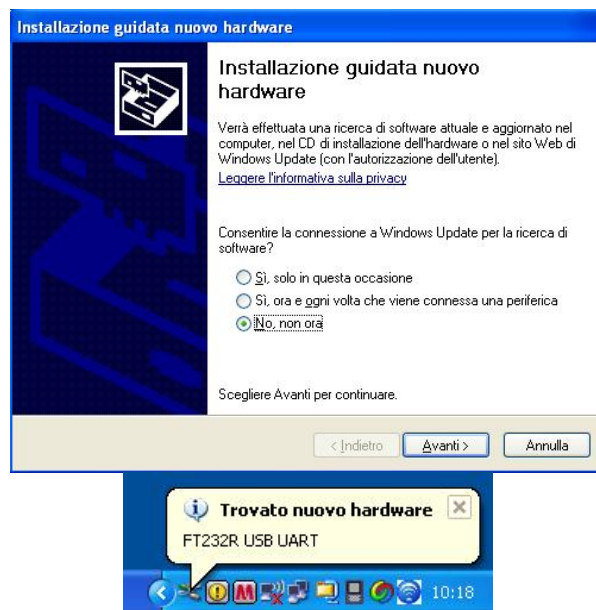 Installazione guidata nuovo hardware
Installazione guidata nuovo
hardware
Verrà effettuata una ricerca di software attuale e aggiornato nel
computer, nel CD di installazione dell'hardware o nel sito Web di
Windows Update (con l'autorizzazione dell'utente).
Leggere l'informativa sulla privacy
Consentire la connessione a Windows Update per la ricerca di
software?
Sì, solo in questa occasione
Sì, ora e ogni volta che viene connessa una periferica
No, non ora
Scegliere Avanti per continuare.
< Indietro Avanti > Annulla
Trovato nuovo hardware
FT232R USB UART
10:18